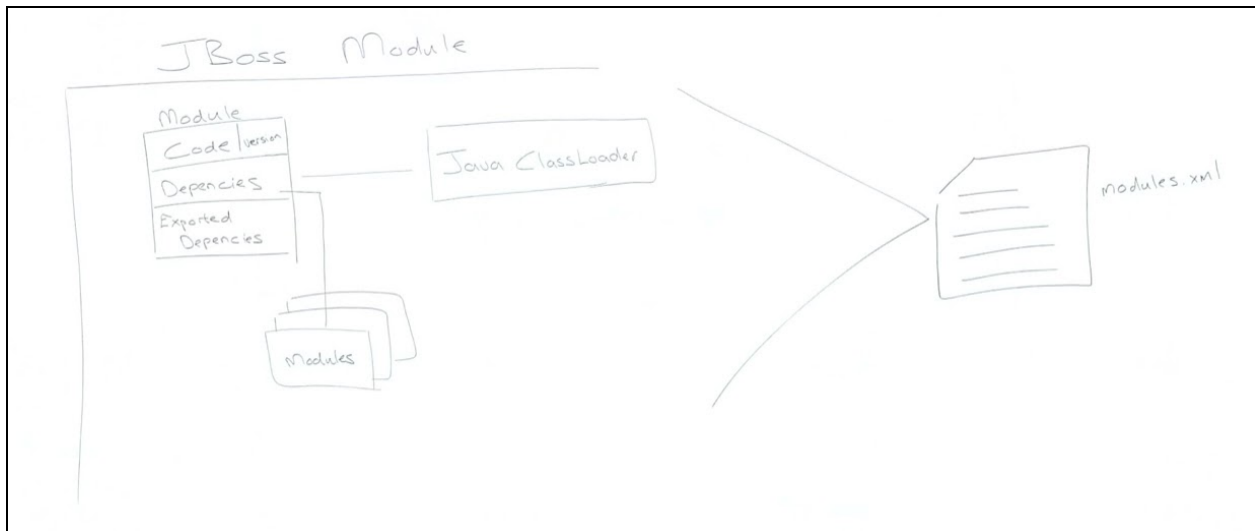 JBoss Module
Module
Code/version
Depencies
Exported
Depencies
Java ClassLoader
Modules
modules.xml